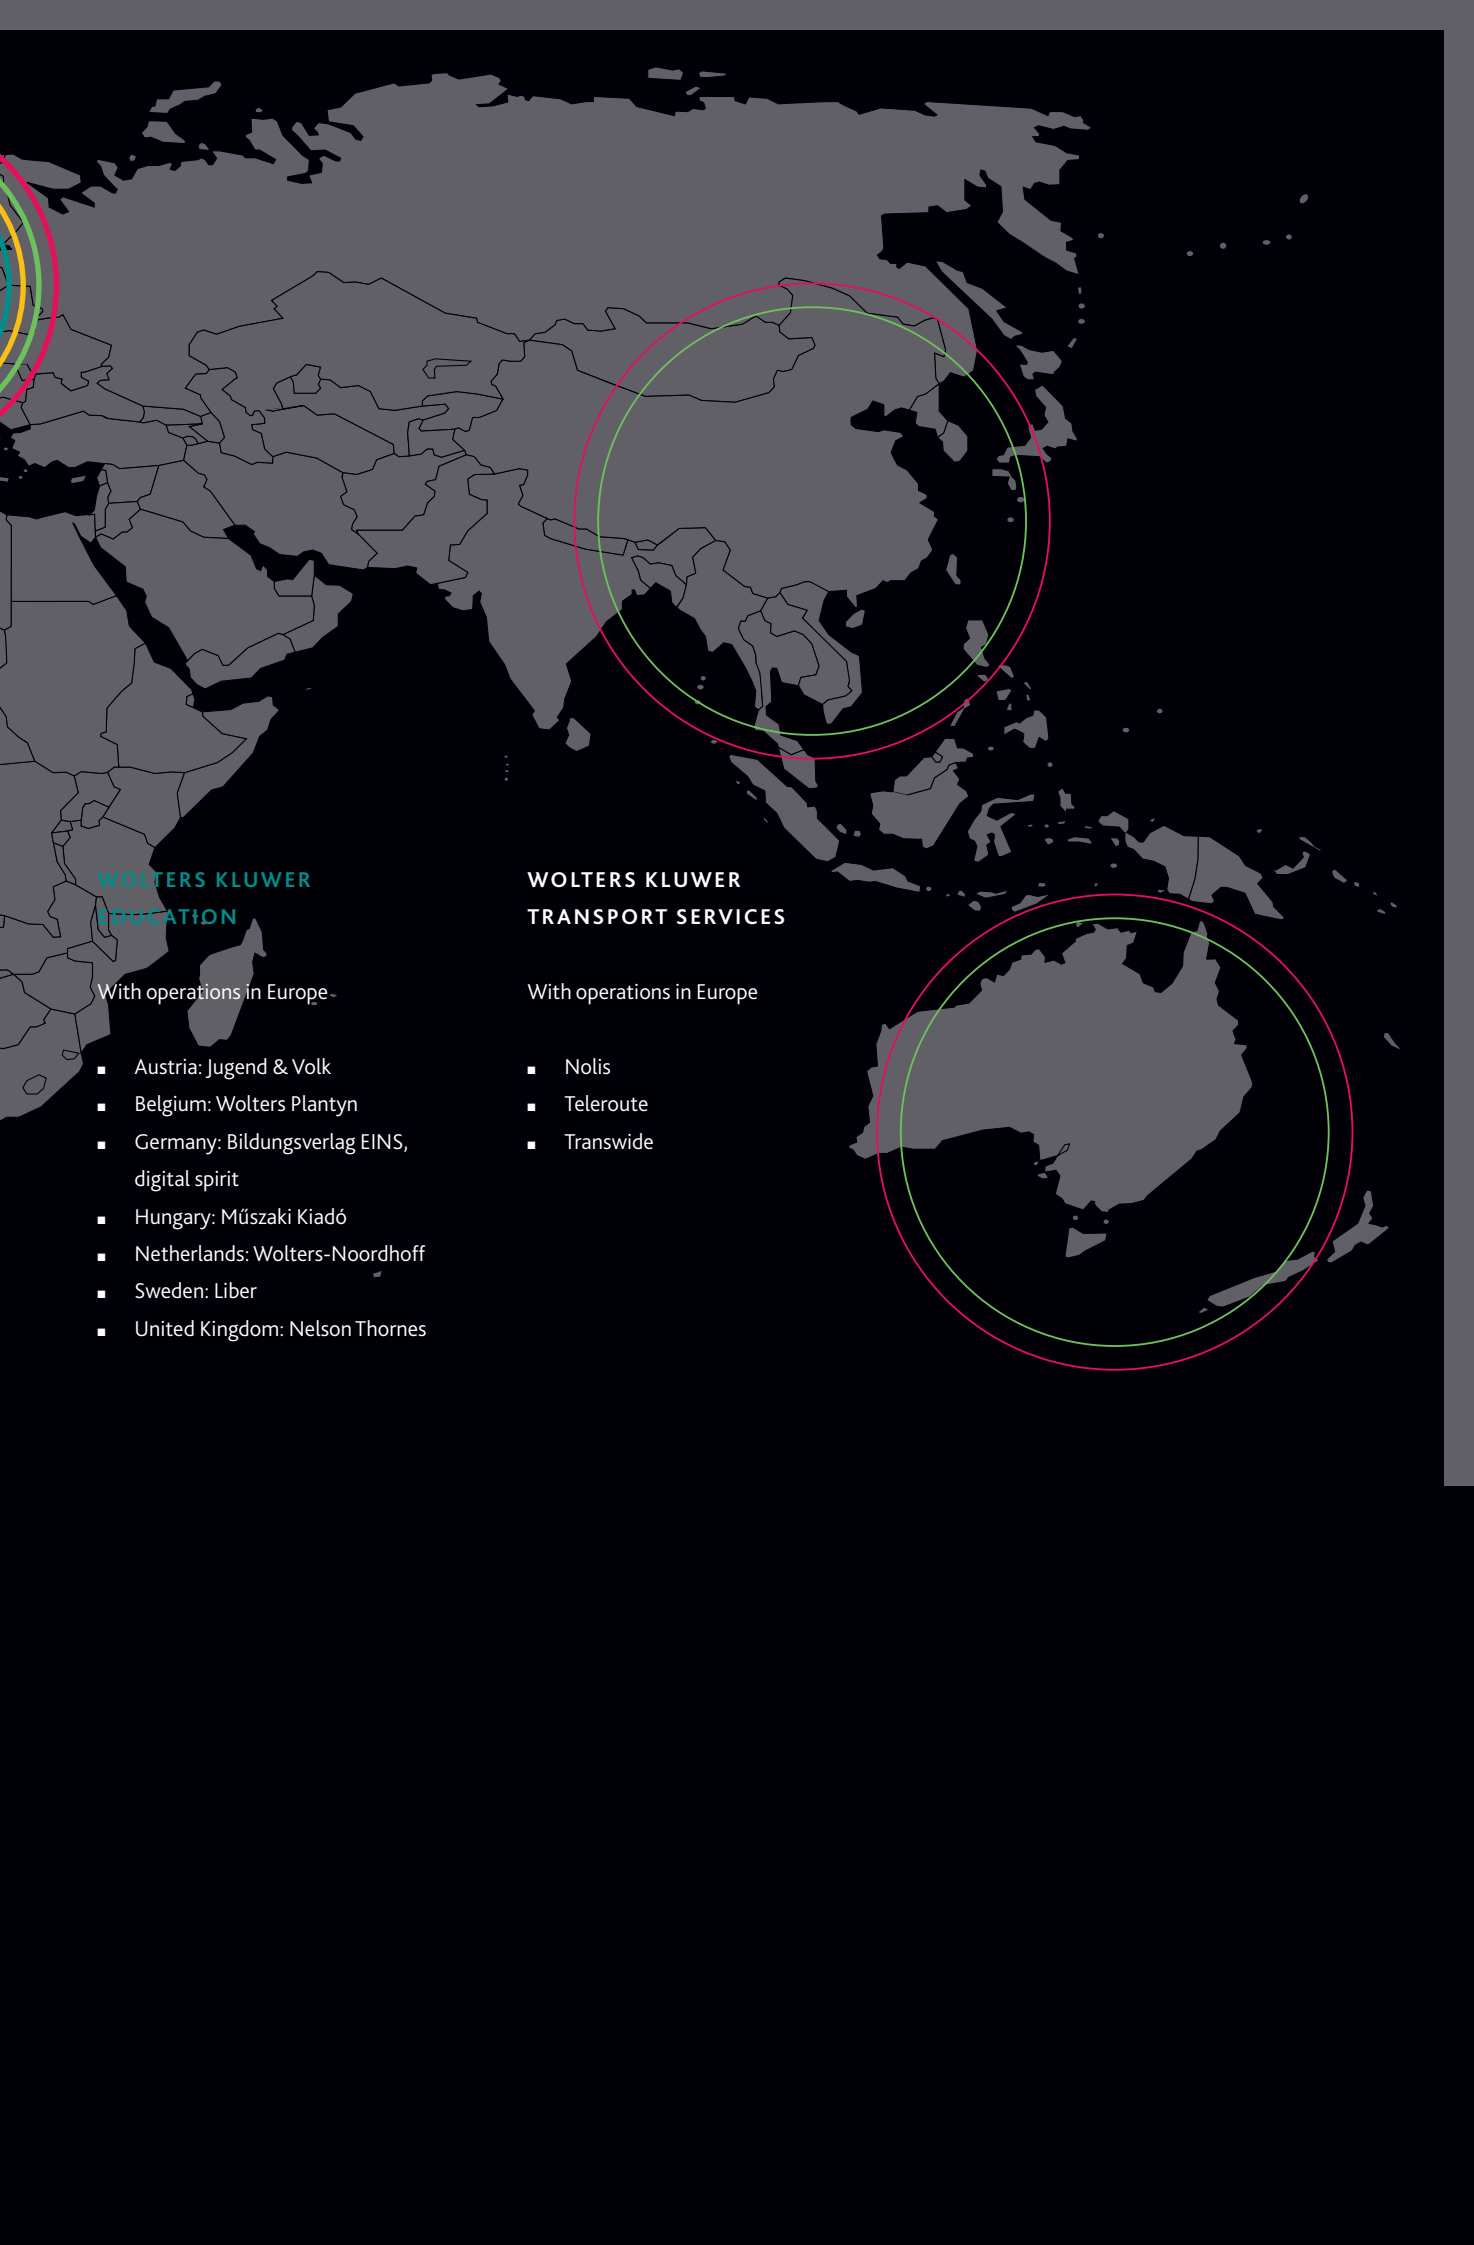 WOLTERS KLUWER
EDUCATION
With operations in Europe
▪ Austria: Jugend & Volk
▪ Belgium: Wolters Plantyn
▪ Germany: Bildungsverlag EINS,
digital spirit
▪ Hungary: Műszaki Kiadó
▪ Netherlands: Wolters-Noordhoff
▪ Sweden: Liber
▪ United Kingdom: Nelson Thornes
WOLTERS KLUWER
TRANSPORT SERVICES
With operations in Europe
▪ Nolis
▪ Teleroute
▪ Transwide